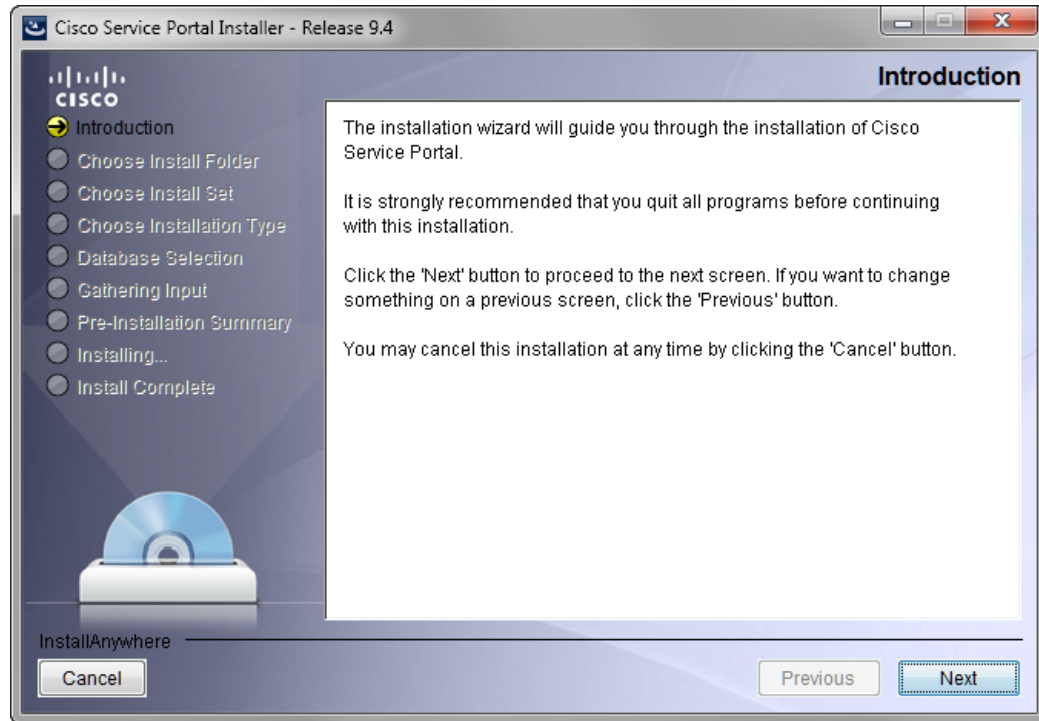 Cisco Service Portal Installer - Release 9.4
CISCO
Introduction
Introduction
Choose Install Folder
Choose Install Set
Choose Installation Type
Database Selection
Gathering Input
Pre-Installation Summary
Installing...
Install Complete
The installation wizard will guide you through the installation of Cisco
Service Portal.
It is strongly recommended that you quit all programs before continuing
with this installation.
Click the 'Next' button to proceed to the next screen. If you want to change
something on a previous screen, click the 'Previous' button.
You may cancel this installation at any time by clicking the 'Cancel' button.
InstallAnywhere
Cancel
Previous
Next